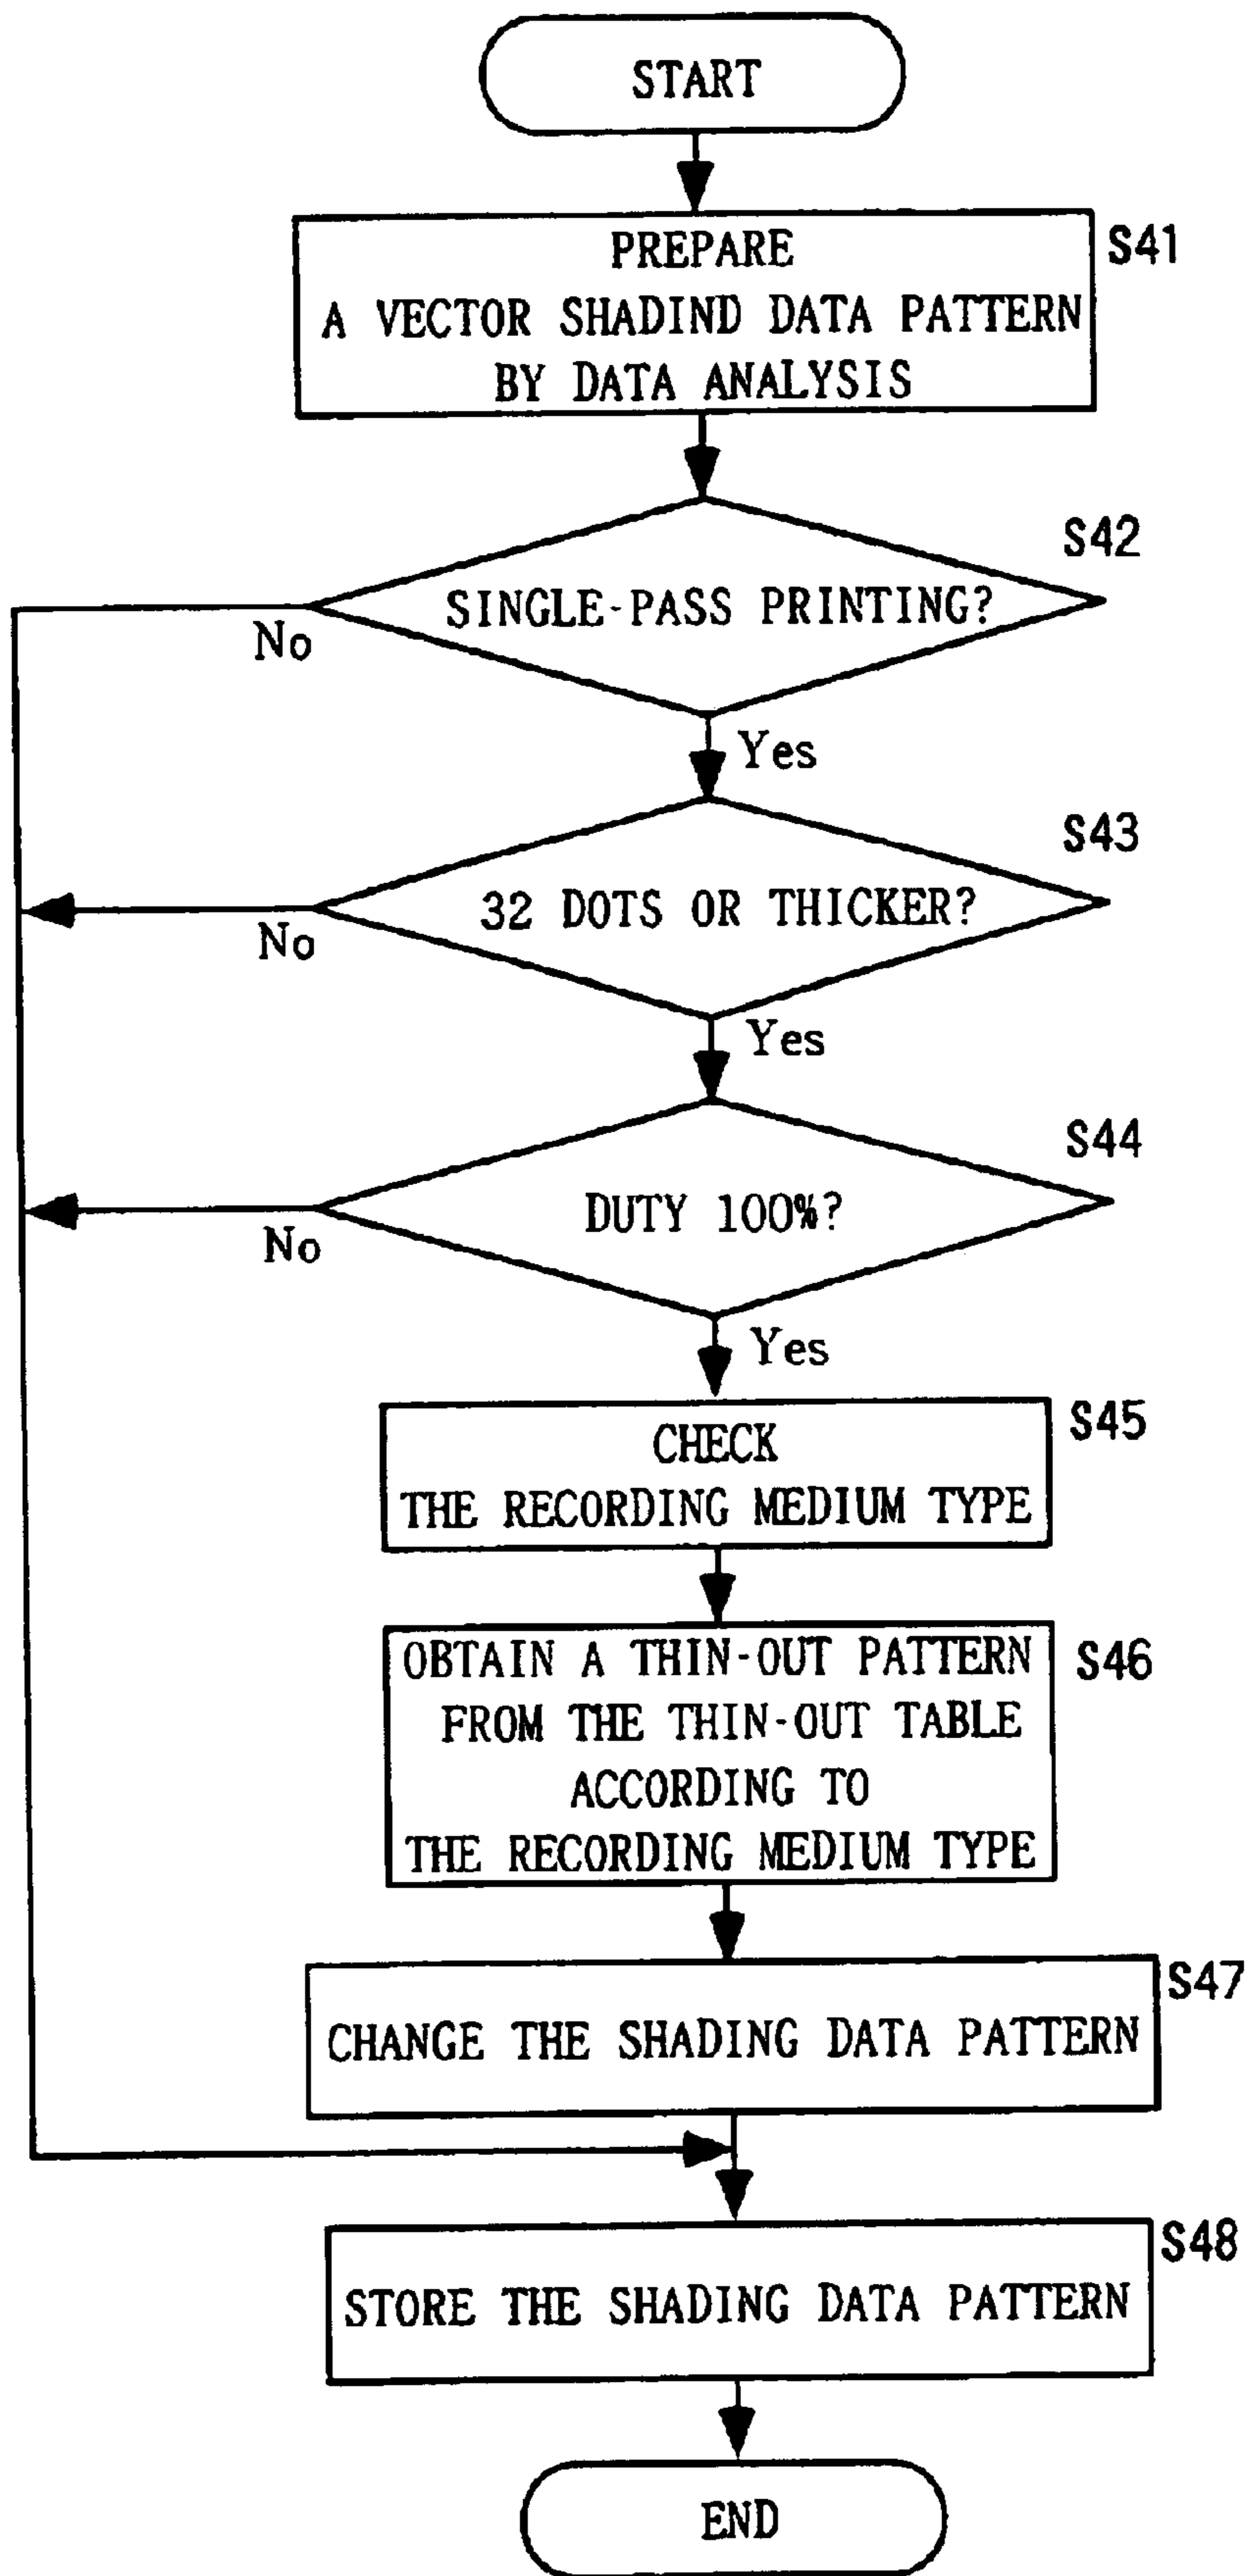 START
PREPARE
S41
A VECTOR SHADIND DATA PATTERN
BY DATA ANALYSIS
S42
SINGLE-PASS PRINTING?
No
Yes
S43
32 DOTS OR THICKER?
No
Yes
S44
DUTY 100%?
No
Yes
CHECK
S45
THE RECORDING MEDIUM TYPE
OBTAIN A THIN-OUT PATTERN
S46
FROM THE THIN-OUT TABLE
ACCORDING TO
THE RECORDING MEDIUM TYPE
S47
CHANGE THE SHADING DATA PATTERN
S48
STORE THE SHADING DATA PATTERN
END